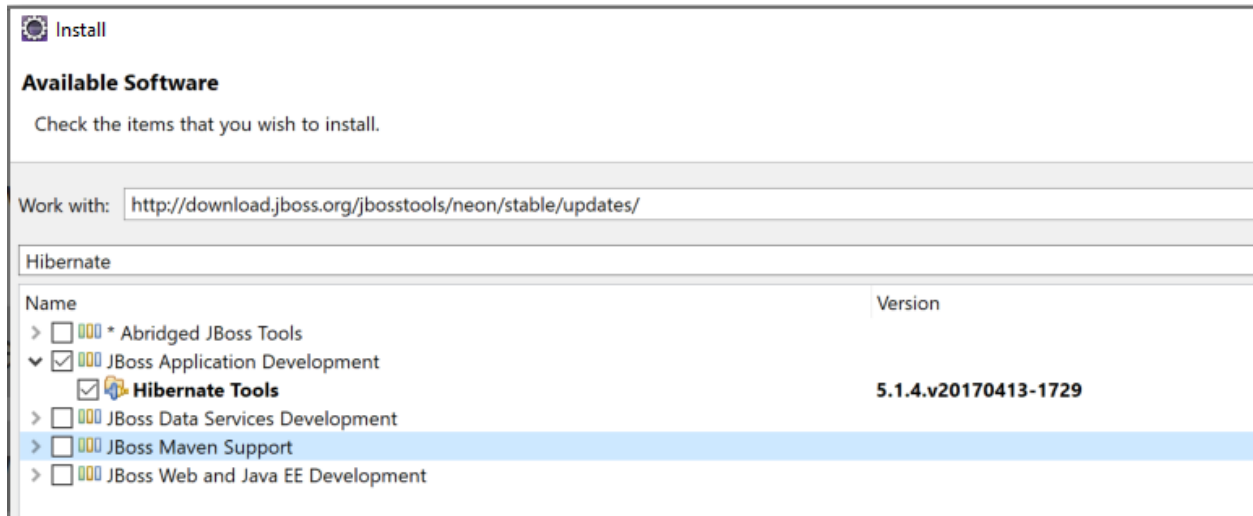 Install
Available Software
Check the items that you wish to install.
Work with: http://download.jboss.org/jbosstools/neon/stable/updates/
Hibernate
Name Version
* Abridged JBoss Tools
JBoss Application Development
Hibernate Tools 5.1.4.v20170413-1729
JBoss Data Services Development
JBoss Maven Support
JBoss Web and Java EE Development